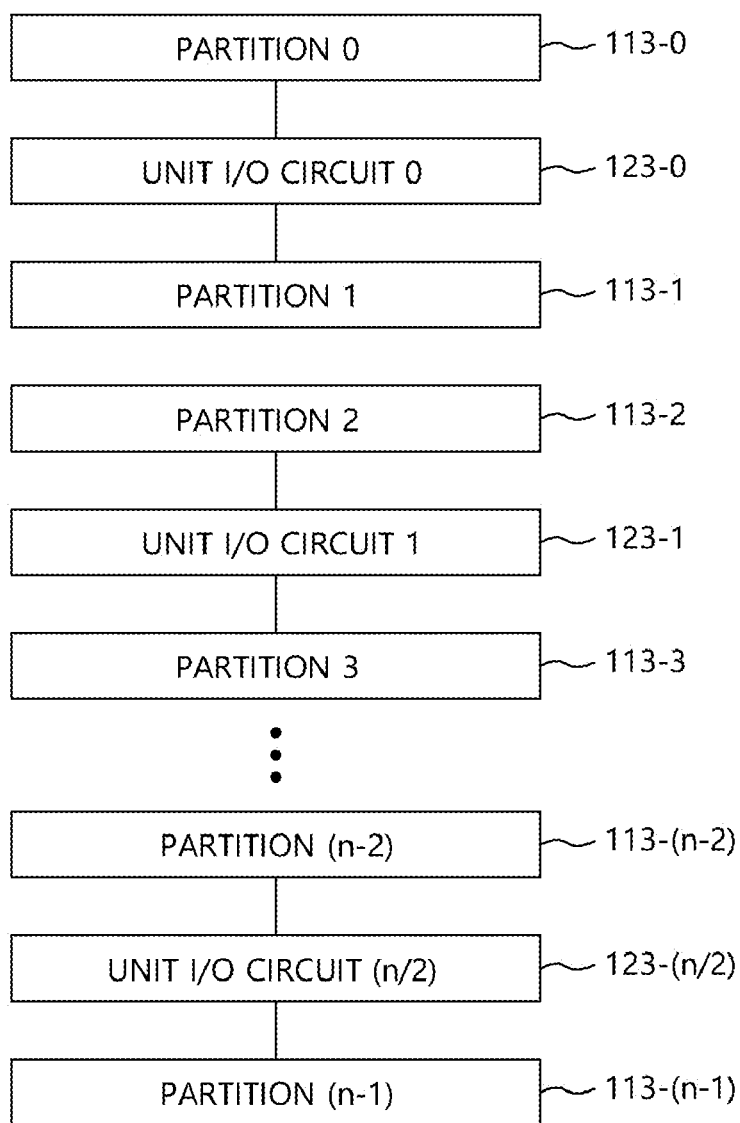 PARTITION 0 113-0
UNIT I/O CIRCUIT 0 123-0
PARTITION 1 113-1
PARTITION 2 113-2
UNIT I/O CIRCUIT 1 123-1
PARTITION 3 113-3
PARTITION (n-2) 113-(n-2)
UNIT I/O CIRCUIT (n/2) 123-(n/2)
PARTITION (n-1) 113-(n-1)